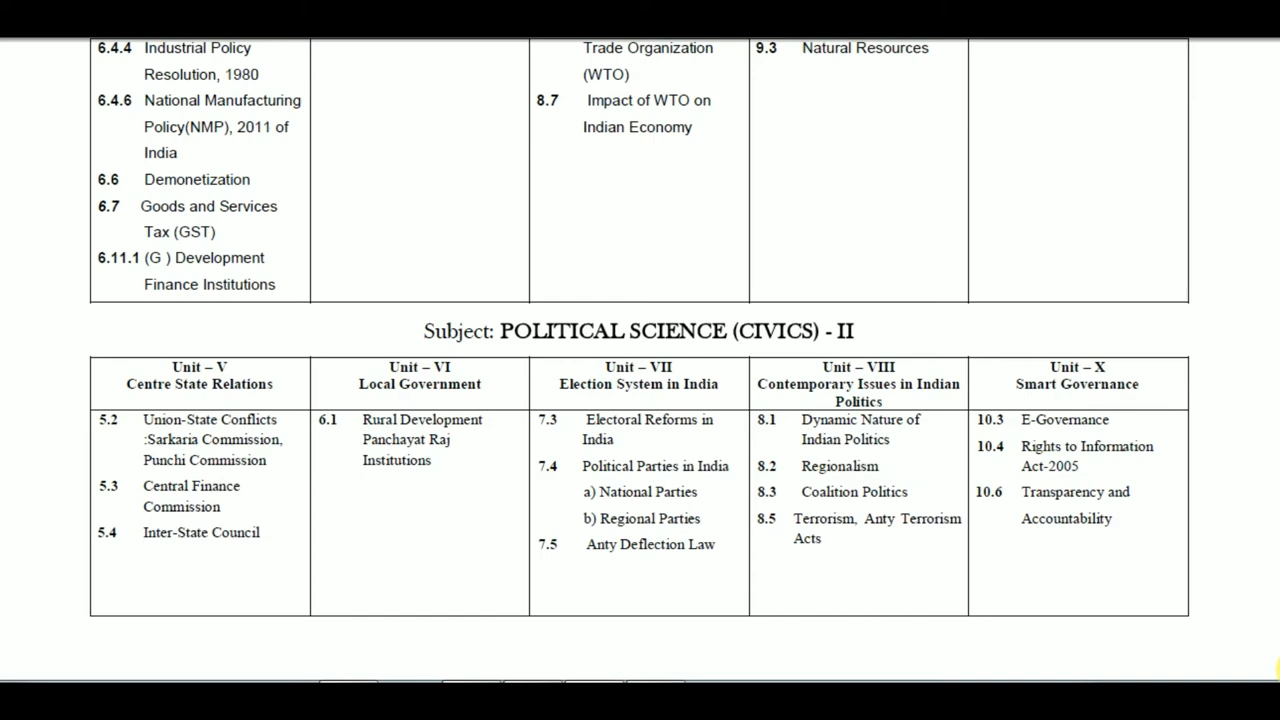 6.4.4 Industrial Policy
Resolution, 1980
6.4.6 National Manufacturing
Policy(NMP), 2011 of
India
6.6 Demonetization
6.7 Goods and Services
Tax (GST)
6.11.1 (G ) Development
Finance Institutions
Trade Organization
(WTO)
8.7 Impact of WTO on
Indian Economy
9.3 Natural Resources
Subject: POLITICAL SCIENCE (CIVICS) - II
Unit – V
Centre State Relations
5.2 Union-State Conflicts
:Sarkaria Commission,
Punchi Commission
5.3 Central Finance
Commission
5.4 Inter-State Council
Unit – VI
Local Government
6.1 Rural Development
Panchayat Raj
Institutions
Unit – VII
Election System in India
7.3 Electoral Reforms in
India
7.4 Political Parties in India
a) National Parties
b) Regional Parties
7.5 Anty Deflection Law
Unit – VIII
Contemporary Issues in Indian
Politics
8.1 Dynamic Nature of
Indian Politics
8.2 Regionalism
8.3 Coalition Politics
8.5 Terrorism, Anty Terrorism
Acts
Unit – X
Smart Governance
10.3 E-Governance
10.4 Rights to Information
Act-2005
10.6 Transparency and
Accountability